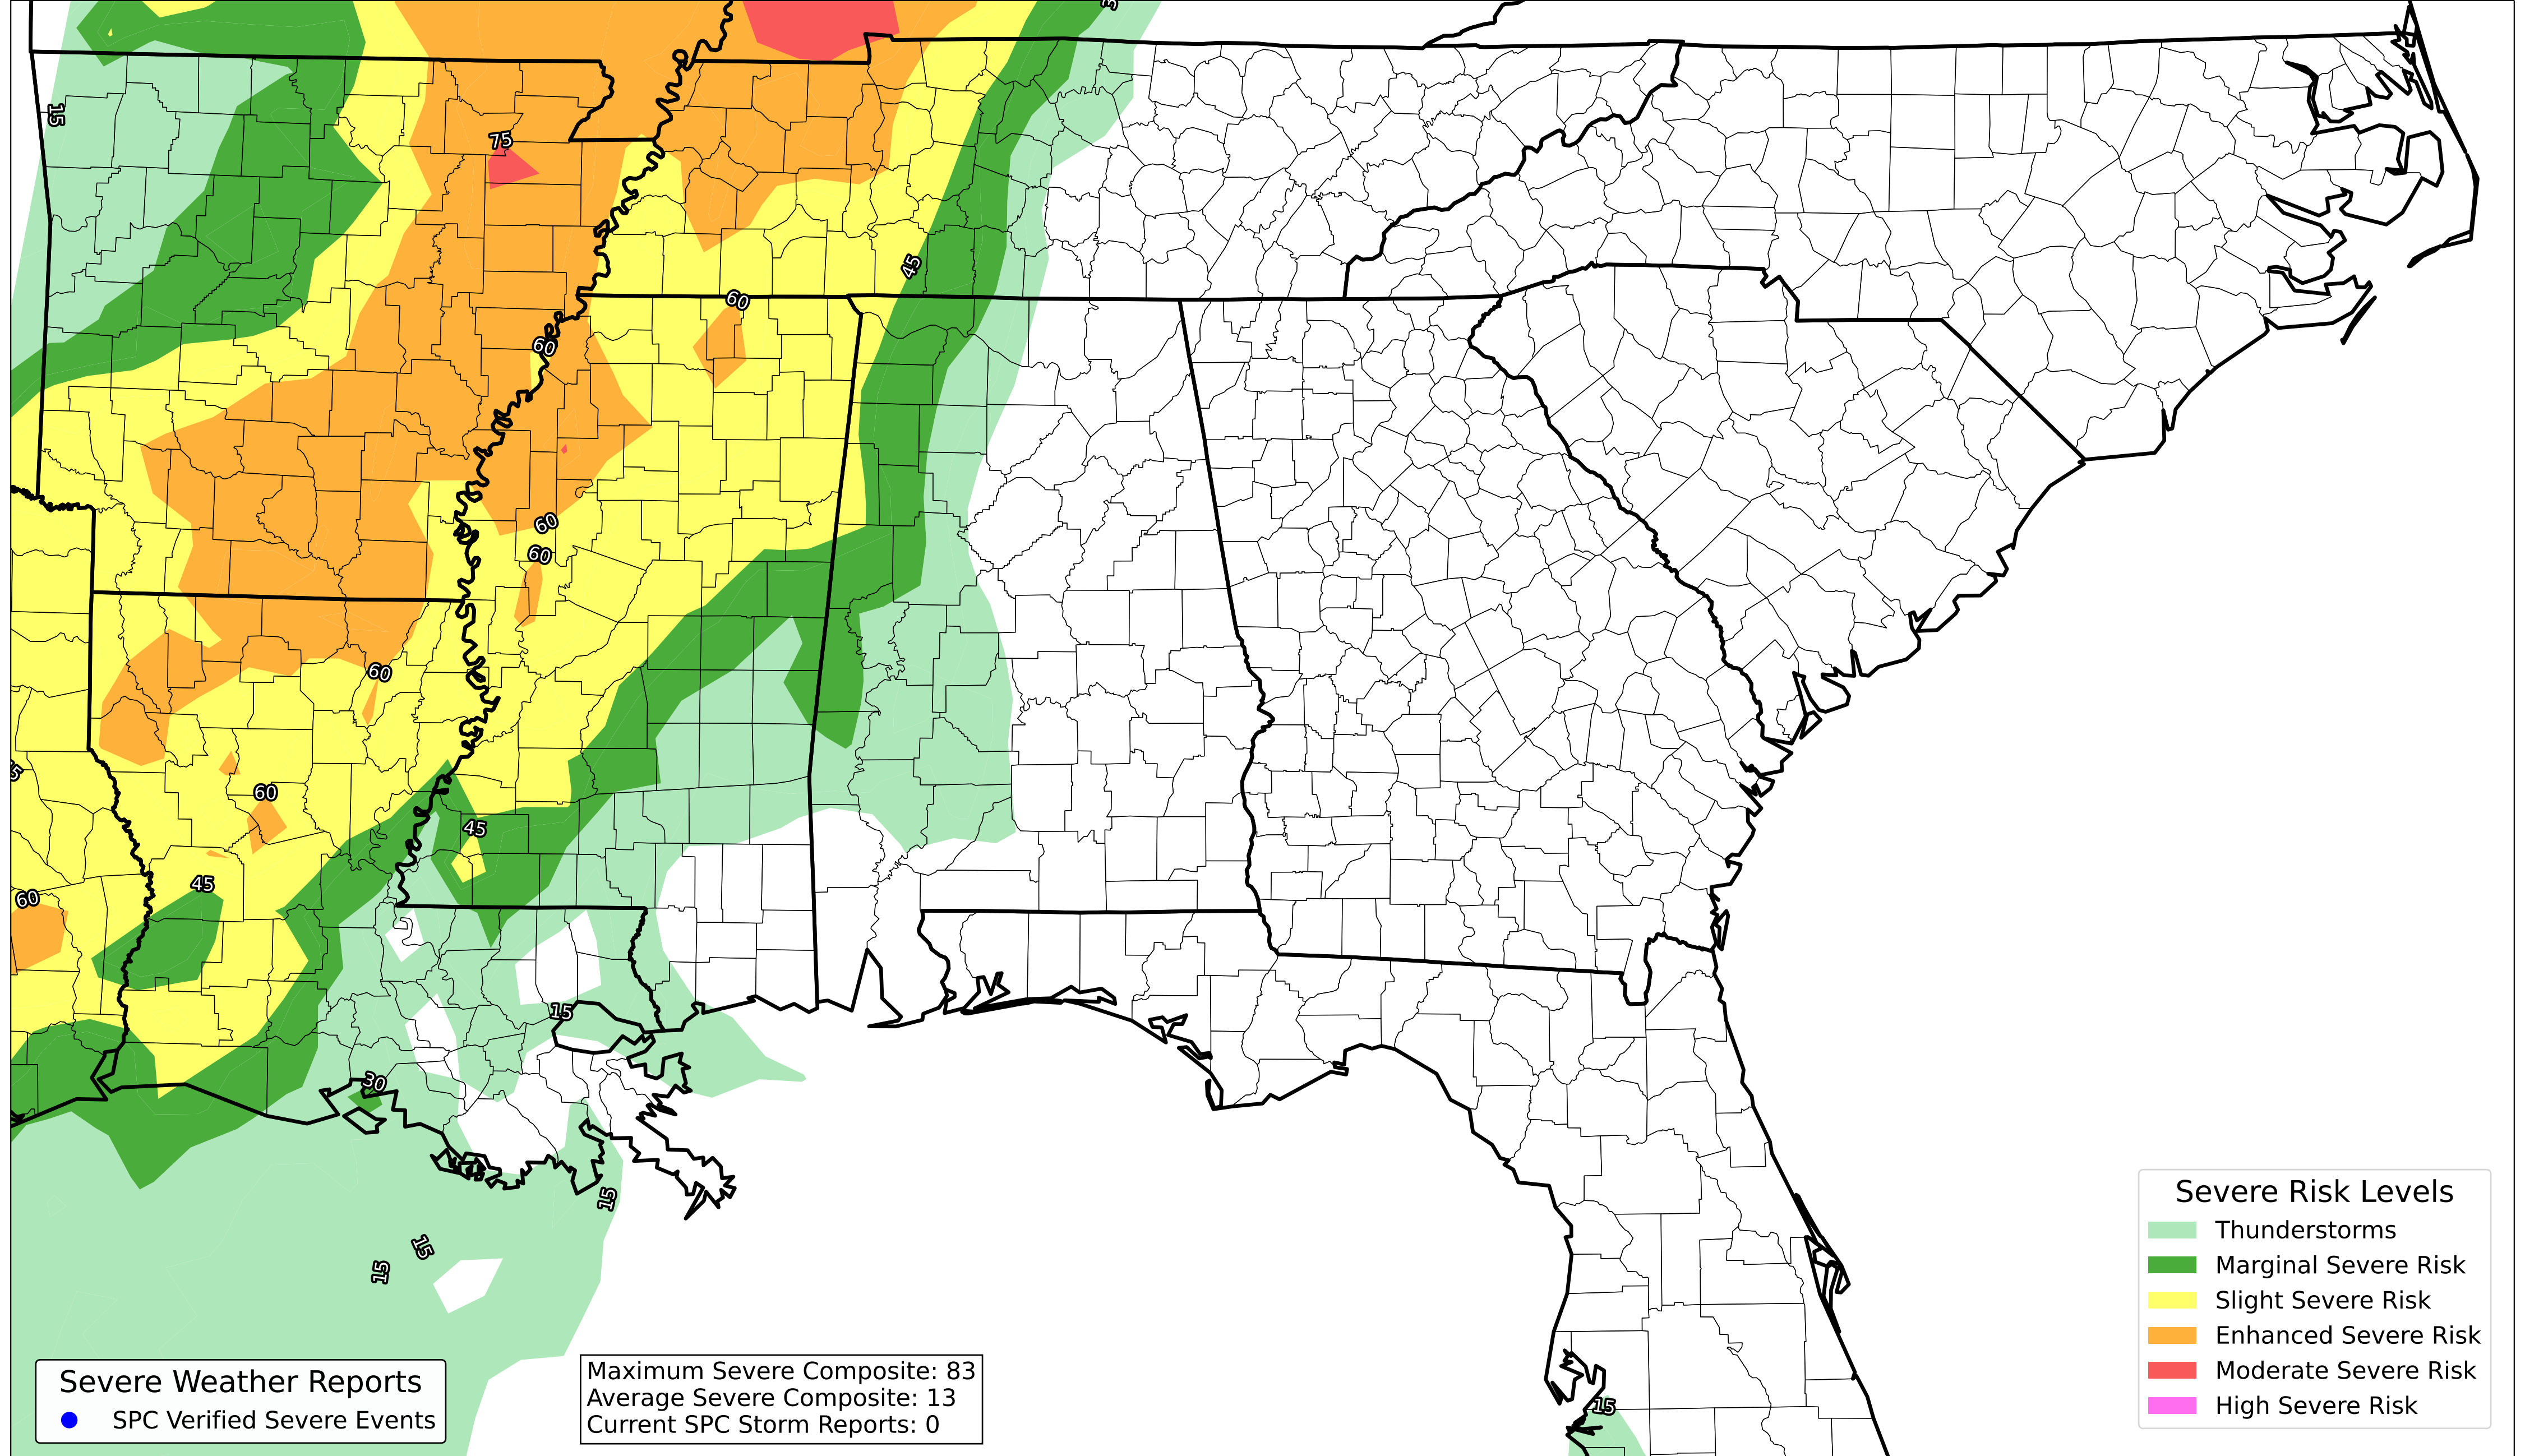 15
75
45
60
60
60
60
60
60
45
45
60
15
30
15
15
15
15
Severe Weather Reports
SPC Verified Severe Events
Maximum Severe Composite: 83
Average Severe Composite: 13
Current SPC Storm Reports: 0
Severe Risk Levels
Thunderstorms
Marginal Severe Risk
Slight Severe Risk
Enhanced Severe Risk
Moderate Severe Risk
High Severe Risk